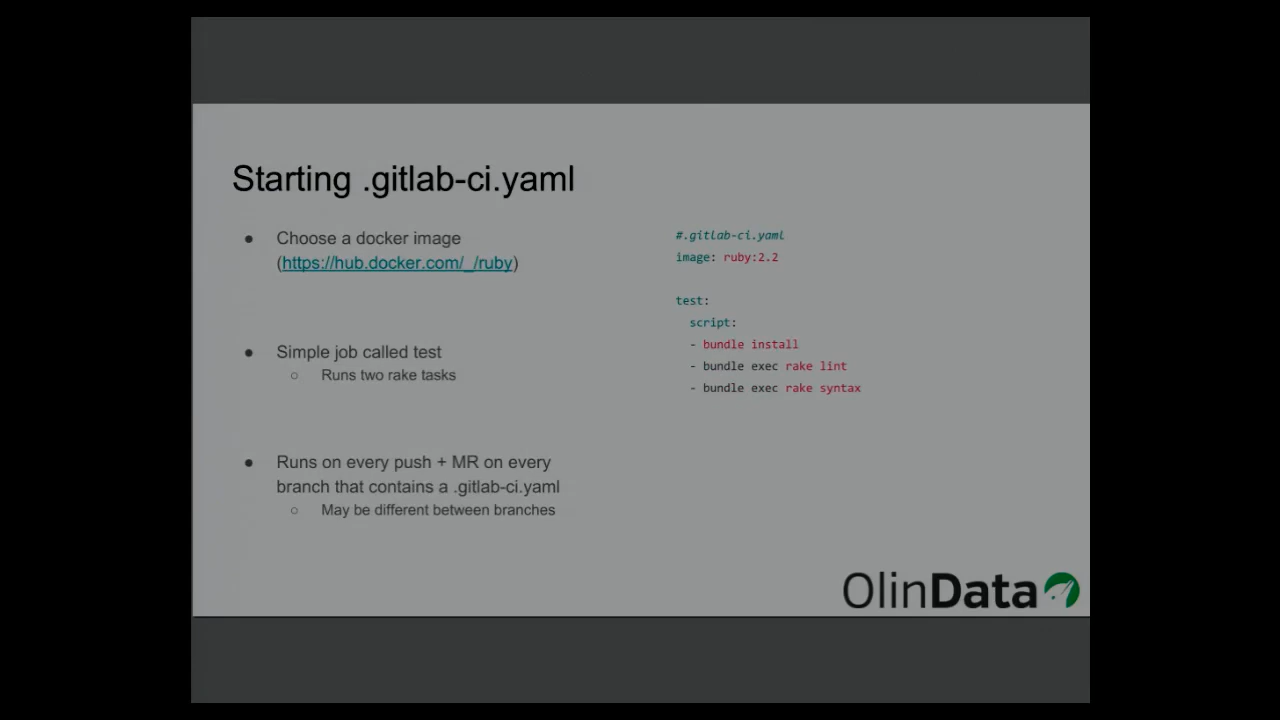 Starting .gitlab-ci.yaml
● Choose a docker image
(https://hub.docker.com/_/ruby)
● Simple job called test
○ Runs two rake tasks
● Runs on every push + MR on every
branch that contains a .gitlab-ci.yaml
○ May be different between branches
#.gitlab-ci.yaml
image: ruby:2.2
test:
script:
- bundle install
- bundle exec rake lint
- bundle exec rake syntax
OlinData